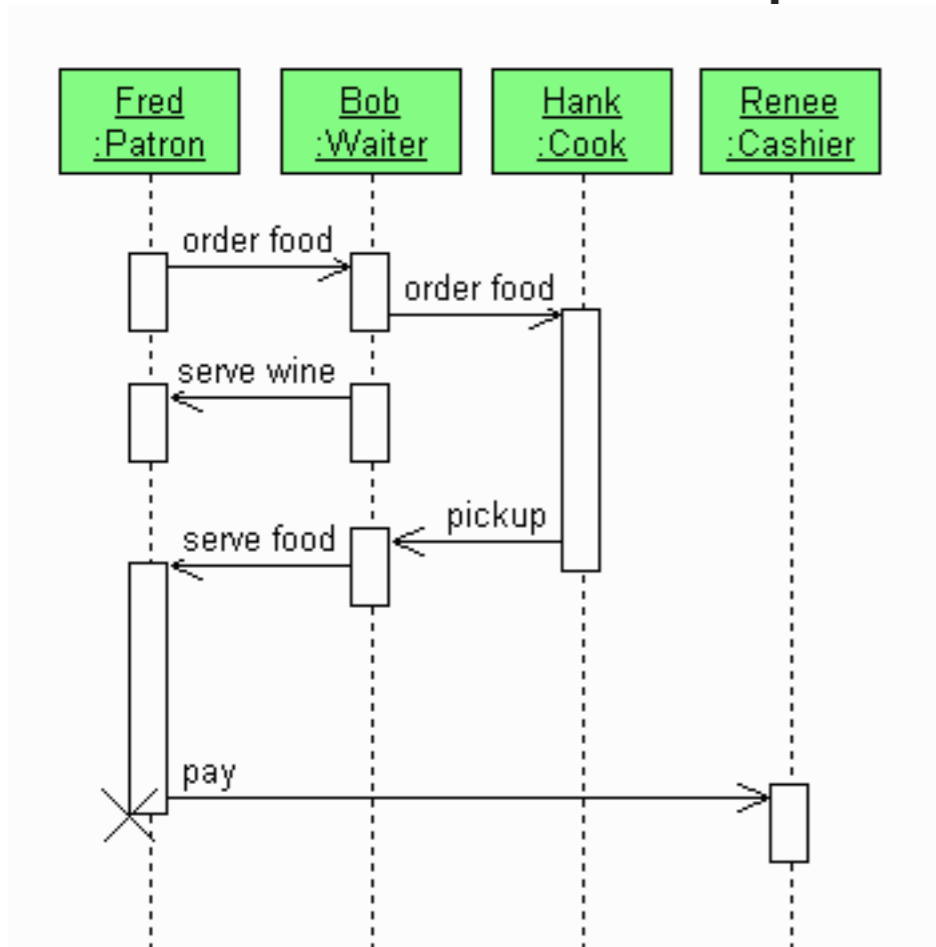 Fred
:Patron
Bob
:Waiter
Hank
:Cook
Renee
:Cashier
order food
order food
serve wine
pickup
serve food
pay